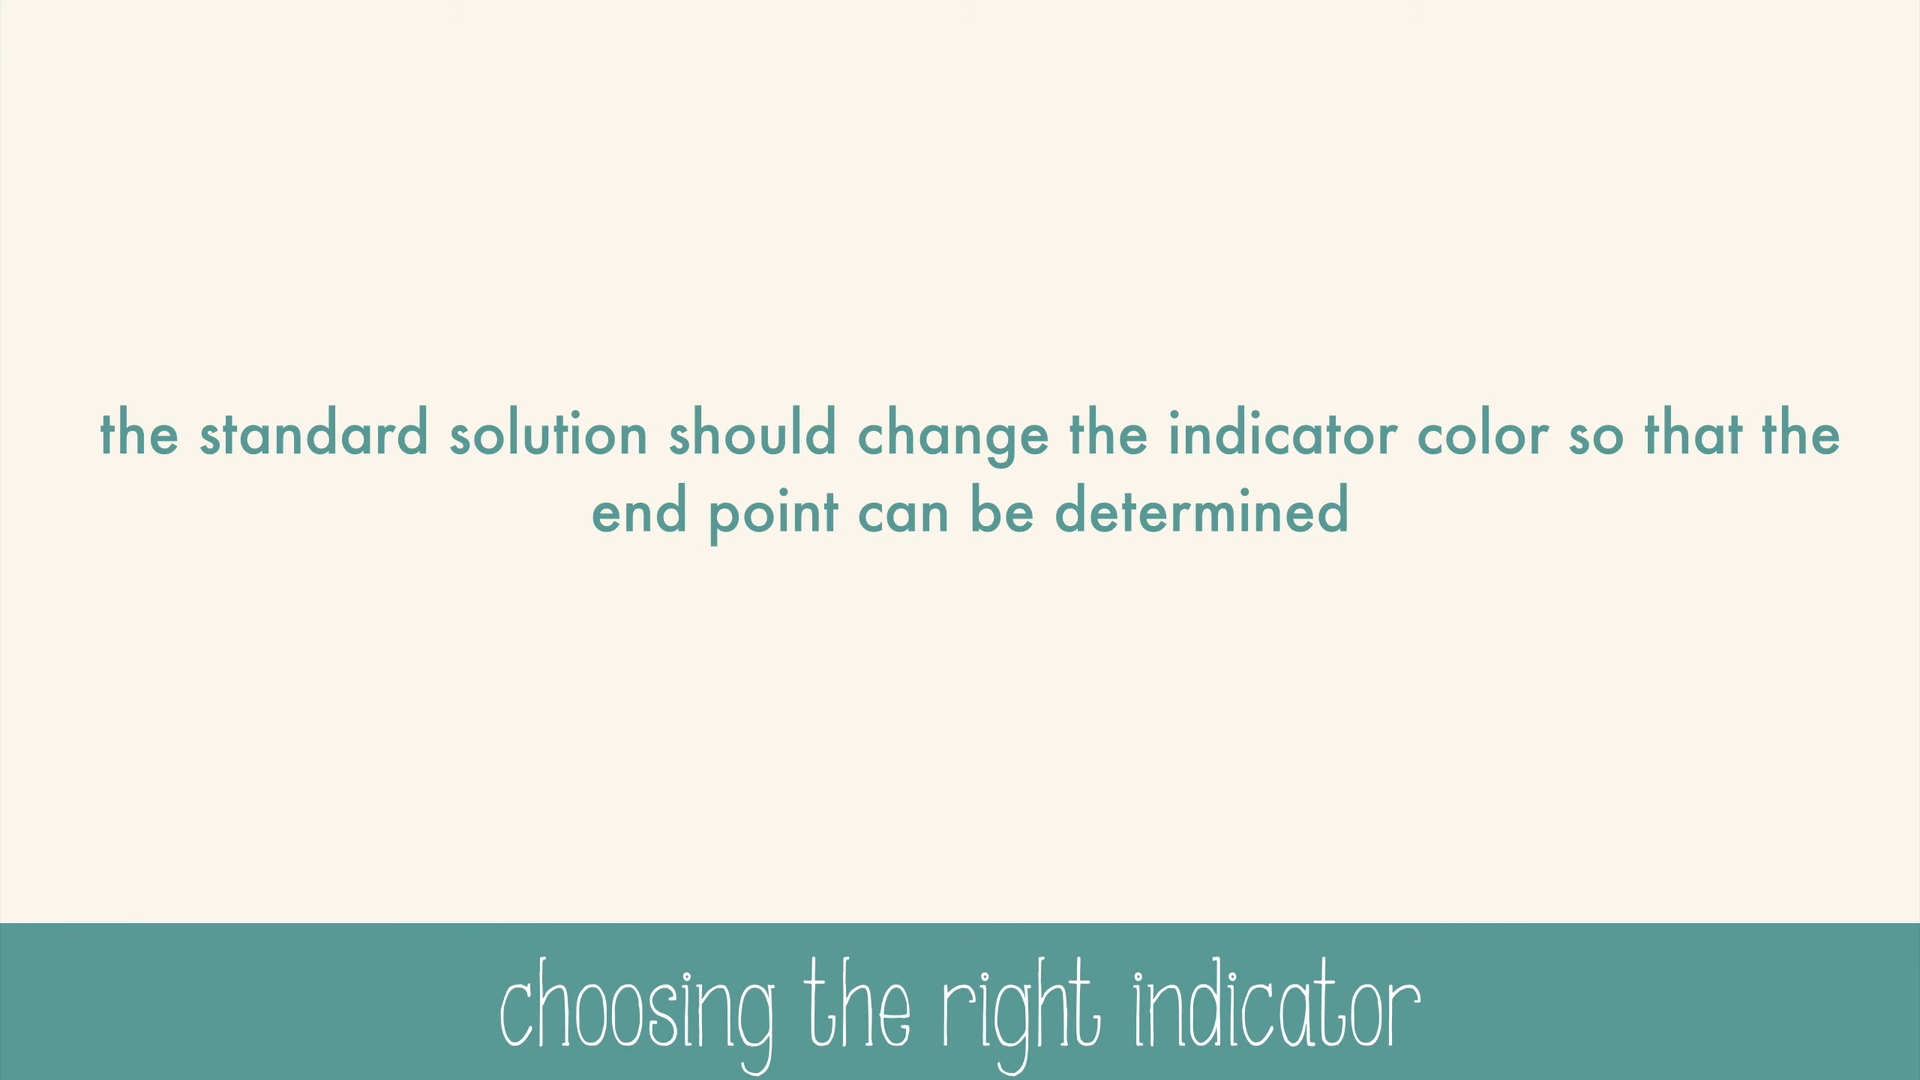 the standard solution should change the indicator color so that the
end point can be determined
choosing the right indicator